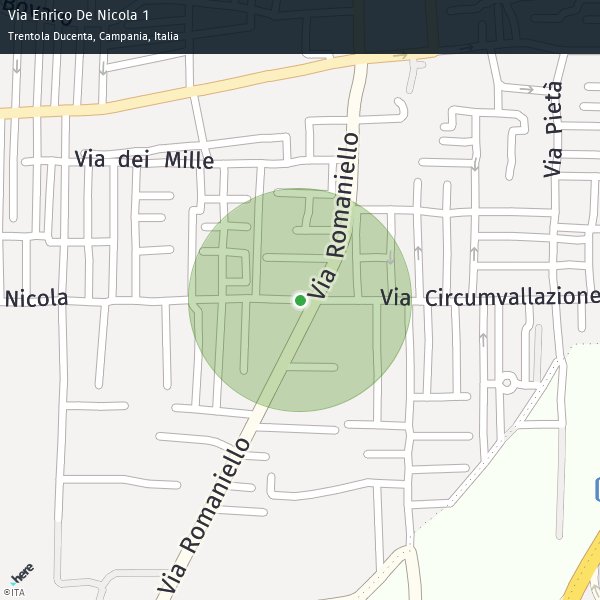 Via Enrico De Nicola 1
Trentola Ducenta, Campania, Italia
Via dei Mille
Via Pietà
Via Romaniello
Nicola
Via Circumvallazione
Via Romaniello
here
©ITA